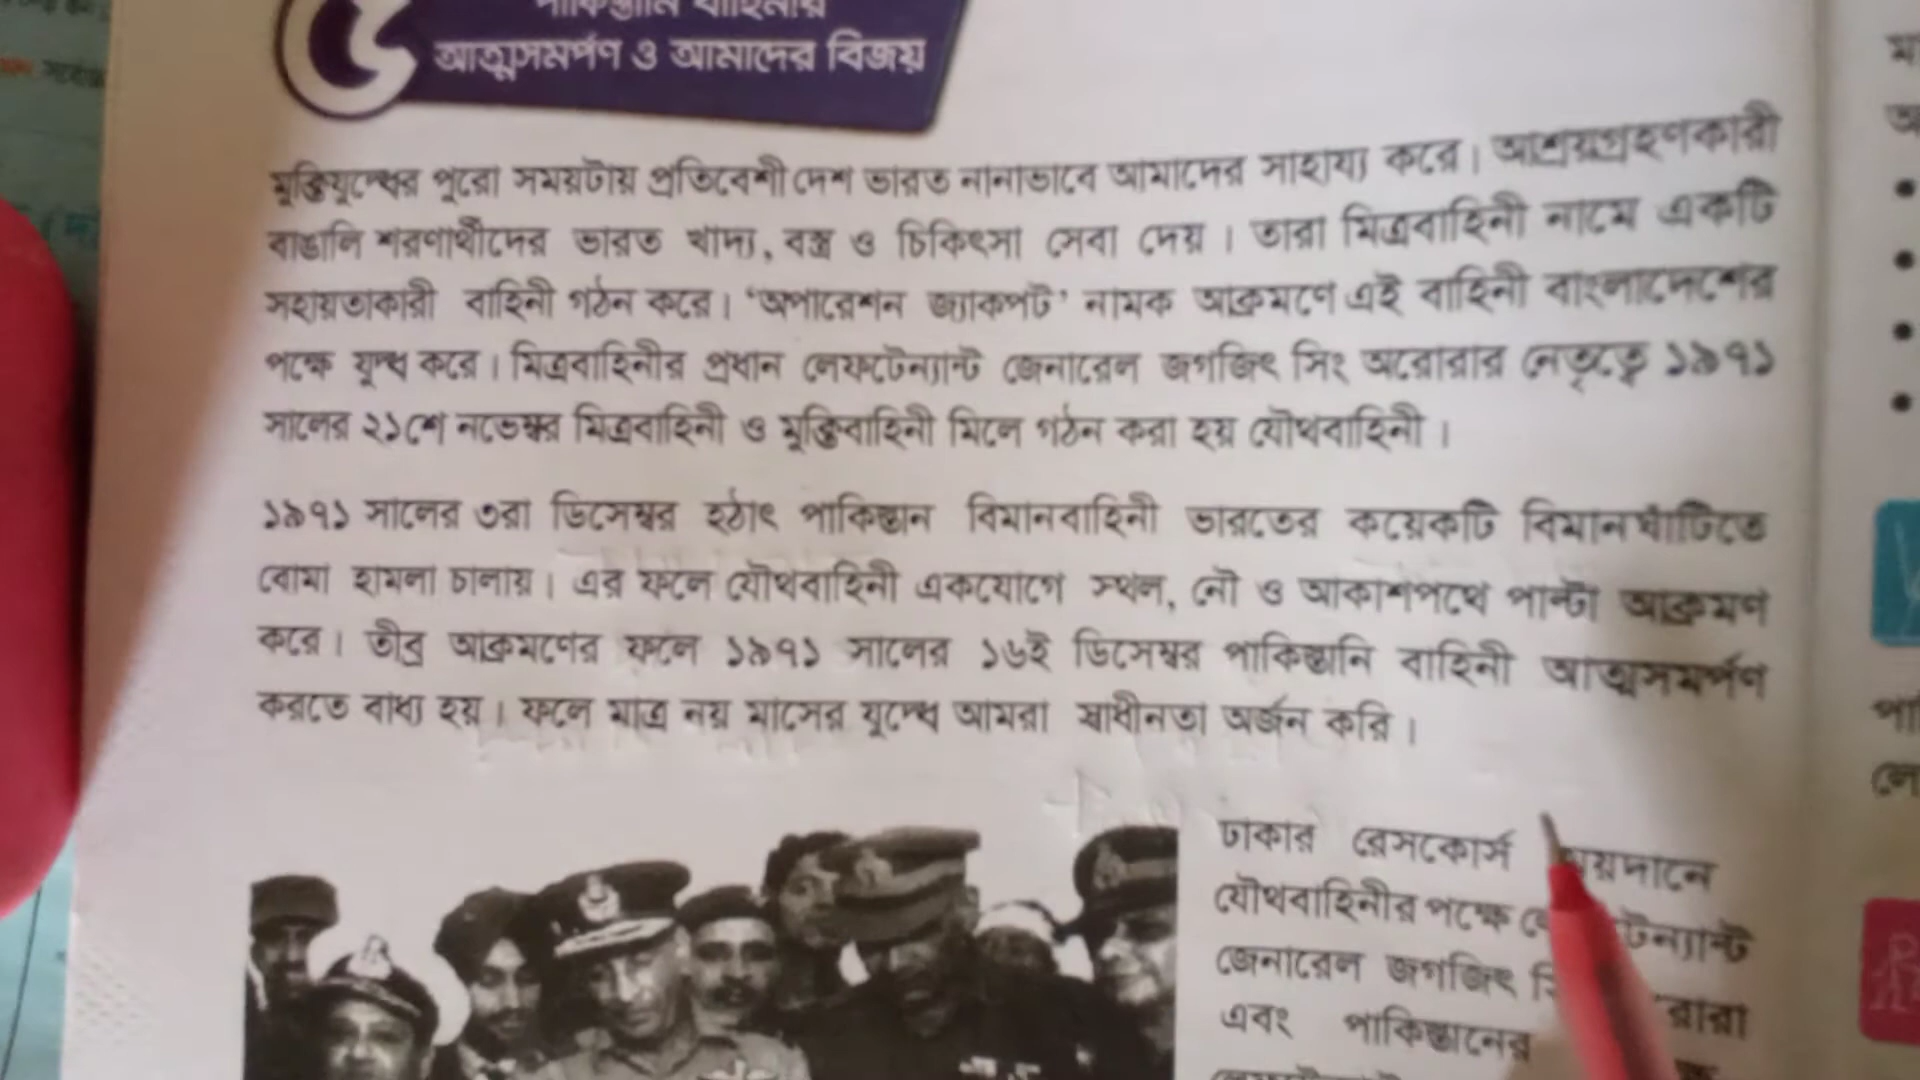 ৫
পাকিস্তানি বাহিনীর
আত্মসমর্পণ ও আমাদের বিজয়
মুক্তিযুদ্ধের পুরো সময়টায় প্রতিবেশী দেশ ভারত নানাভাবে আমাদের সাহায্য করে। আশ্রয়গ্রহণকারী
বাঙালি শরণার্থীদের ভারত খাদ্য, বস্ত্র ও চিকিৎসা সেবা দেয়। তারা মিত্রবাহিনী নামে একটি
সহায়তাকারী বাহিনী গঠন করে। ‘অপারেশন জ্যাকপট’ নামক আক্রমণে এই বাহিনী বাংলাদেশের
পক্ষে যুদ্ধ করে। মিত্রবাহিনীর প্রধান লেফটেন্যান্ট জেনারেল জগজিৎ সিং অরোরার নেতৃত্বে ১৯৭১
সালের ২১শে নভেম্বর মিত্রবাহিনী ও মুক্তিবাহিনী মিলে গঠন করা হয় যৌথবাহিনী।
১৯৭১ সালের ৩রা ডিসেম্বর হঠাৎ পাকিস্তান বিমানবাহিনী ভারতের কয়েকটি বিমানঘাঁটিতে
বোমা হামলা চালায়। এর ফলে যৌথবাহিনী একযোগে স্থল, নৌ ও আকাশপথে পাল্টা আক্রমণ
করে। তীব্র আক্রমণের ফলে ১৯৭১ সালের ১৬ই ডিসেম্বর পাকিস্তানি বাহিনী আত্মসমর্পণ
করতে বাধ্য হয়। ফলে মাত্র নয় মাসের যুদ্ধে আমরা স্বাধীনতা অর্জন করি।
ঢাকার রেসকোর্স ময়দানে
যৌথবাহিনীর পক্ষে
জেনারেল জগজিৎ
এবং পাকিস্তানের